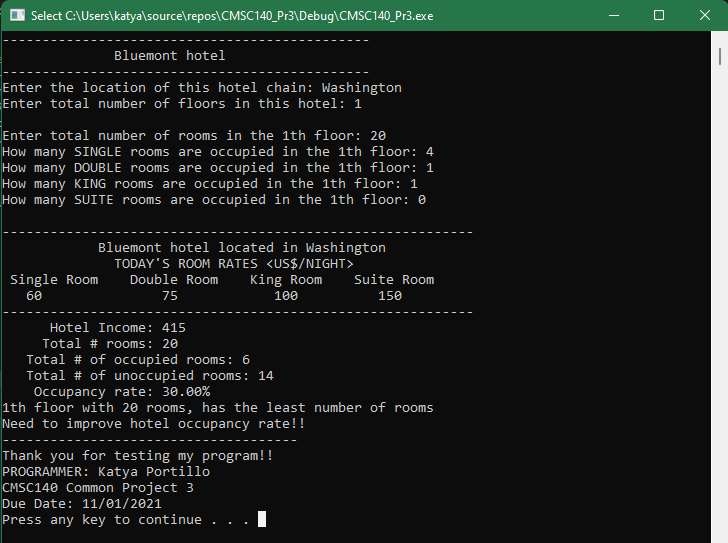 Select C:\Users\katya\source\repos\CMSC140_Pr3\Debug\CMSC140_Pr3.exe
----------------------------------------------
Bluemont hotel
----------------------------------------------
Enter the location of this hotel chain: Washington
Enter total number of floors in this hotel: 1
Enter total number of rooms in the 1th floor: 20
How many SINGLE rooms are occupied in the 1th floor: 4
How many DOUBLE rooms are occupied in the 1th floor: 1
How many KING rooms are occupied in the 1th floor: 1
How many SUITE rooms are occupied in the 1th floor: 0
-----------------------------------------------------------
Bluemont hotel located in Washington
TODAY'S ROOM RATES <US$/NIGHT>
Single Room    Double Room    King Room    Suite Room
60               75            100          150
-----------------------------------------------------------
Hotel Income: 415
Total # rooms: 20
Total # of occupied rooms: 6
Total # of unoccupied rooms: 14
Occupancy rate: 30.00%
1th floor with 20 rooms, has the least number of rooms
Need to improve hotel occupancy rate!!
-------------------------------------
Thank you for testing my program!!
PROGRAMMER: Katya Portillo
CMSC140 Common Project 3
Due Date: 11/01/2021
Press any key to continue . . .